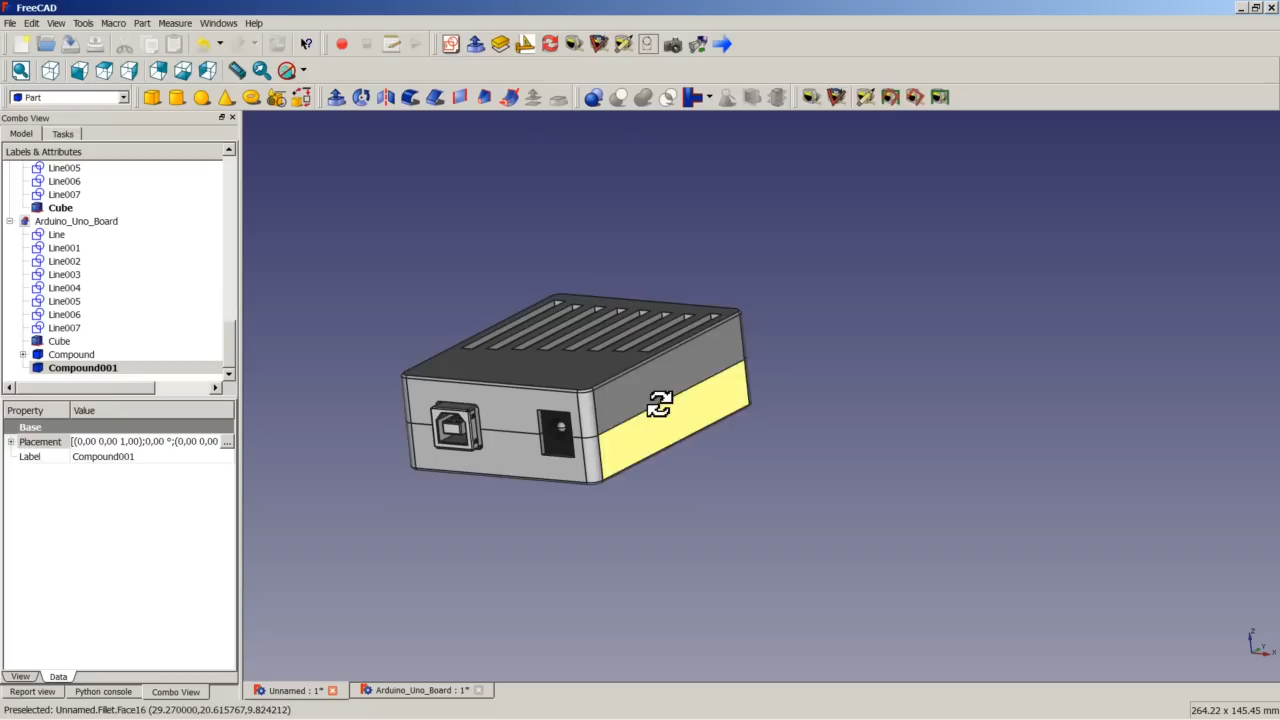 FreeCAD
File Edit View Tools Macro Part Measure Windows Help
Part
Combo View
Model Tasks
Labels & Attributes
Line005
Line006
Line007
Cube
Arduino_Uno_Board
Line
Line001
Line002
Line003
Line004
Line005
Line006
Line007
Cube
Compound
Compound001
Property Value
Base
Placement [(0,00 0,00 1,00);0,00 °;(0,00 0,00 ...
Label Compound001
View Data
Report view Python console Combo View
Unnamed : 1* Arduino_Uno_Board : 1*
Preselected: Unnamed.Fillet.Face16 (29.270000,20.615767,9.824212)
264.22 x 145.45 mm
Z
Y
X